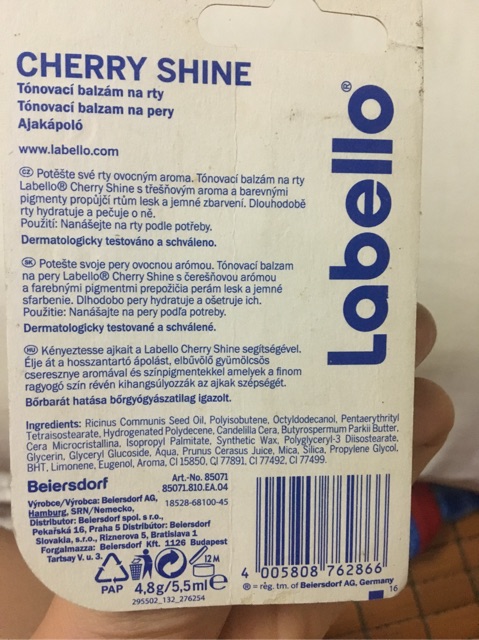 CHERRY SHINE
Tónovací balzám na rty
Tónovací balzam na pery
Ajakápoló
www.labello.com
Labello®
CZ Potěšte své rty ovocným aroma. Tónovací balzám na rty
Labello® Cherry Shine s třešňovým aroma a barevnými
pigmenty propůjčí rtům lesk a jemné zbarvení. Dlouhodobě
rty hydratuje a pečuje o ně.
Použití: Nanášejte na rty podle potřeby.
Dermatologicky testováno a schváleno.
SK Potešte svoje pery ovocnou arómou. Tónovací balzam
na pery Labello® Cherry Shine s čerešňovou arómou
a farebnými pigmentmi prepožičia perám lesk a jemné
sfarbenie. Dlhodobo pery hydratuje a ošetruje ich.
Použitie: Nanášajte na pery podľa potreby.
Dermatologicky testované a schválené.
HU Kényeztesse ajkait a Labello Cherry Shine segítségével.
Élje át a hosszantartó ápolást, elbűvölő gyümölcsös
cseresznye aromával és színpigmentekkel amelyek a finom
ragyogó szín révén kihangsúlyozzák az ajkak szépségét.
Bőrbarát hatása bőrgyógyászatilag igazolt.
Ingredients: Ricinus Communis Seed Oil, Polyisobutene, Octyldodecanol, Pentaerythrityl
Tetraisostearate, Hydrogenated Polydecene, Candelilla Cera, Butyrospermum Parkii Butter,
Cera Microcristallina, Isopropyl Palmitate, Synthetic Wax, Polyglyceryl-3 Diisostearate,
Glycerin, Glyceryl Glucoside, Aqua, Prunus Cerasus Juice, Mica, Silica, Propylene Glycol,
BHT, Limonene, Eugenol, Aroma, CI 15850, CI 77891, CI 77492, CI 77499.
Beiersdorf
Art.-No. 85071
85071.810.EA.04
Výrobce/Výrobca: Beiersdorf AG,
Hamburg, SRN/Nemecko, 18528-68100-45
Distributor: Beiersdorf spol. s r.o.,
Pekařská 16, Praha 5 Distribútor: Beiersdorf
Slovakia, s.r.o., Riznerova 5, Bratislava 1
Forgalmazza: Beiersdorf Kft. 1126 Budapest
Tartsay V. u. 3.
12 M
PAP
4,8g/5,5ml℮
295502_132_276254
4 005808 762866
® = rég. tm. of Beiersdorf AG, Germany
16